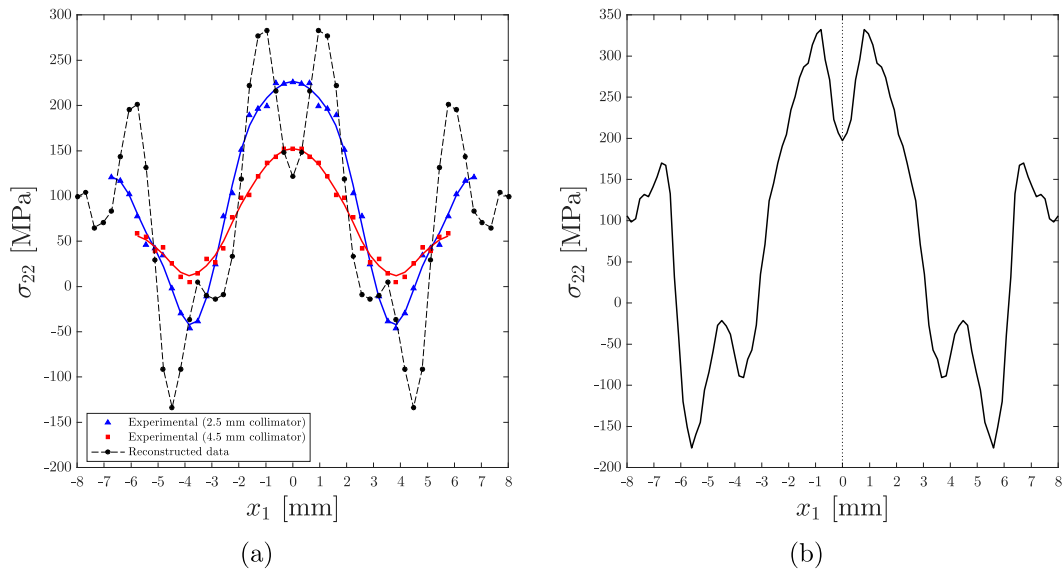 300
250
200
150
100
50
0
-50
-100
-150
-200
σ22 [MPa]
-8 -7 -6 -5 -4 -3 -2 -1 0 1 2 3 4 5 6 7 8
x1 [mm]
Experimental (2.5 mm collimator)
Experimental (4.5 mm collimator)
Reconstructed data
(a)
350
300
250
200
150
100
50
0
-50
-100
-150
-200
σ22 [MPa]
-8 -7 -6 -5 -4 -3 -2 -1 0 1 2 3 4 5 6 7 8
x1 [mm]
(b)